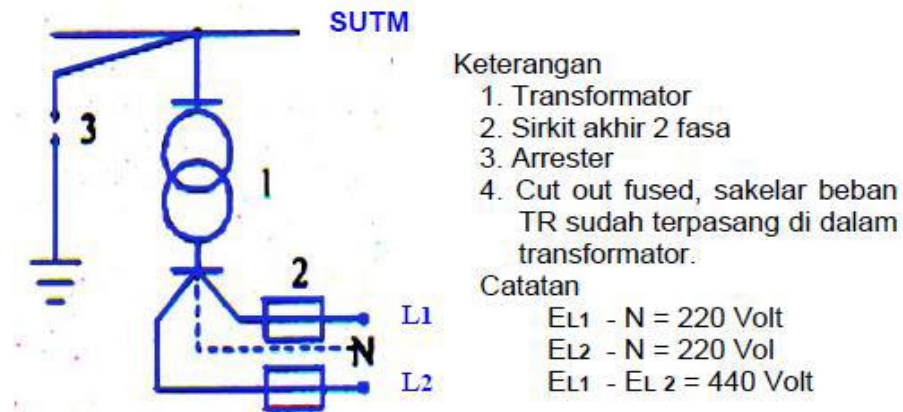 SUTM
3
1
2
L1
N
L2
Keterangan
1. Transformator
2. Sirkit akhir 2 fasa
3. Arrester
4. Cut out fused, sakelar beban
TR sudah terpasang di dalam
transformator.
Catatan
EL1 - N = 220 Volt
EL2 - N = 220 Vol
EL1 - EL 2 = 440 Volt